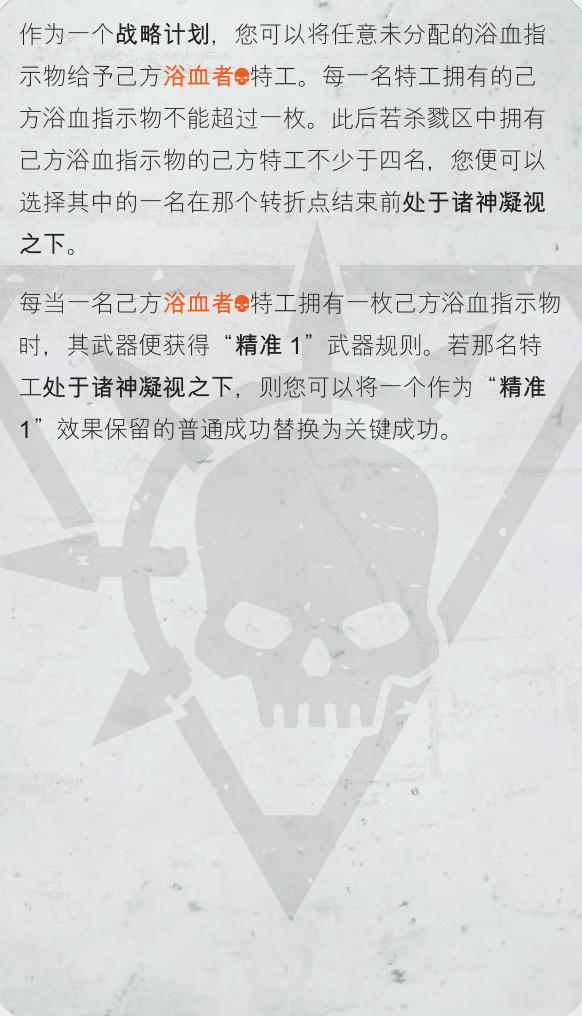 作为一个战略计划，您可以将任意未分配的浴血指
示物给予己方浴血者特工。每一名特工拥有的己
方浴血指示物不能超过一枚。此后若杀戮区中拥有
己方浴血指示物的己方特工不少于四名，您便可以
选择其中的一名在那个转折点结束前处于诸神凝视
之下。
每当一名己方浴血者特工拥有一枚己方浴血指示物
时，其武器便获得“精准 1”武器规则。若那名特
工处于诸神凝视之下，则您可以将一个作为“精准
1”效果保留的普通成功替换为关键成功。